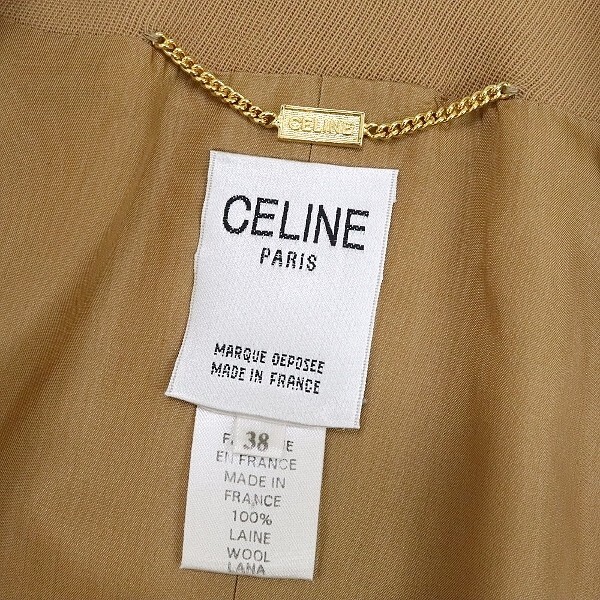 CELINE
CELINE
PARIS
MARQUE DEPOSEE
MADE IN FRANCE
38
EN FRANCE
MADE IN
FRANCE
100%
LAINE
WOOL
LANA